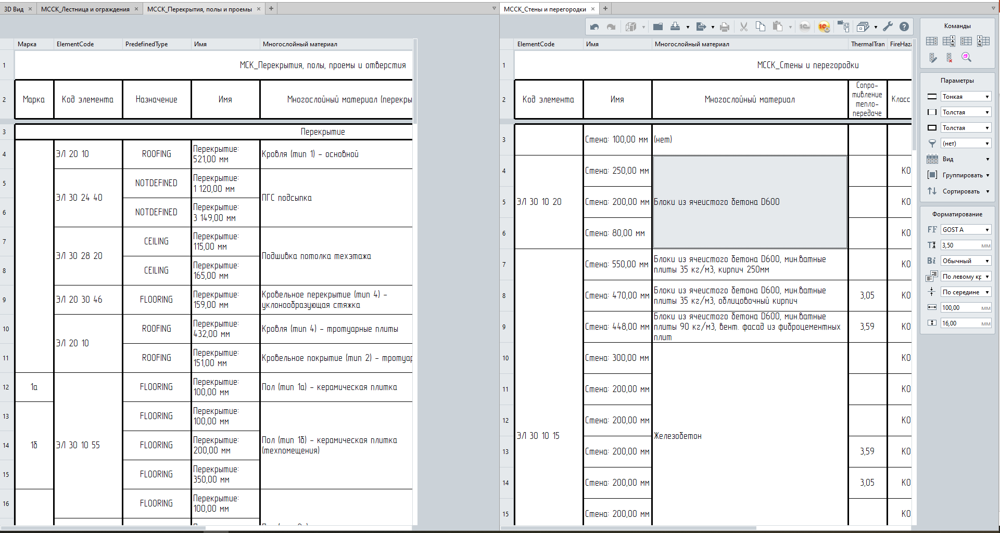 3D Вид
МССК_Лестница и ограждения
МССК_Перекрытия, полы и проемы
МССК_Стены и перегородки
Марка ElementCode PredefinedType Имя Многослойный материал
1 МСК_Перекрытия, полы, проемы и отверстия
2 Марка Код элемента Назначение Имя Многослойный материал (перекры
3 Перекрытие
4 ЭЛ 20 10 ROOFING Перекрытие: 521,00 мм Кровля (тип 1) – основной
5 NOTDEFINED Перекрытие: 1 120,00 мм
ЭЛ 30 24 40 ПГС подсыпка
6 NOTDEFINED Перекрытие: 3 149,00 мм
7 CEILING Перекрытие: 115,00 мм
ЭЛ 30 28 20 Подшивка потолка техэтажа
8 CEILING Перекрытие: 165,00 мм
9 ЭЛ 20 30 46 FLOORING Перекрытие: 159,00 мм Кровельное перекрытие (тип 4) – уклонообразующая стяжка
10 ROOFING Перекрытие: 432,00 мм Кровля (тип 4) – тротуарные плиты
ЭЛ 20 10
11 ROOFING Перекрытие: 151,00 мм Кровельное покрытие (тип 2) – тротуар
12 1а FLOORING Перекрытие: 100,00 мм Пол (тип 1а) – керамическая плитка
13 FLOORING Перекрытие: 100,00 мм
14 1б ЭЛ 30 10 55 FLOORING Перекрытие: 200,00 мм Пол (тип 1б) – керамическая плитка (техпомещения)
15 FLOORING Перекрытие: 350,00 мм
16 FLOORING Перекрытие: 100,00 мм
ElementCode Имя Многослойный материал ThermalTran FireHaza
1 МССК_Стены и перегородки
2 Код элемента Имя Многослойный материал Сопро-тивление тепло-передаче Класс
3 Стена: 100,00 мм (нет)
4 Стена: 250,00 мм К0
5 ЭЛ 30 10 20 Стена: 200,00 мм Блоки из ячеистого бетона D600 К0
6 Стена: 80,00 мм К0
7 Стена: 550,00 мм Блоки из ячеистого бетона D600, мин.ватные плиты 35 кг/м3, кирпич 250мм К0
8 Стена: 470,00 мм Блоки из ячеистого бетона D600, мин.ватные плиты 35 кг/м3, облицовочный кирпич 3,05 К0
9 Стена: 448,00 мм Блоки из ячеистого бетона D600, мин.ватные плиты 90 кг/м3, вент. фасад из фиброцементных плит 3,59 К0
10 Стена: 300,00 мм К0
11 Стена: 200,00 мм К0
12 Стена: 200,00 мм К0
ЭЛ 30 10 15 Железобетон
13 Стена: 200,00 мм 3,59 К0
14 Стена: 200,00 мм 3,05 К0
15 Стена: 200,00 мм К0
Команды
Параметры
Тонкая
Толстая
Толстая
(нет)
Вид
Группировать
Сортировать
Форматирование
FF GOST A
3,50 мм
Bi Обычный
По левому кр
По середине
100,00 мм
16,00 мм